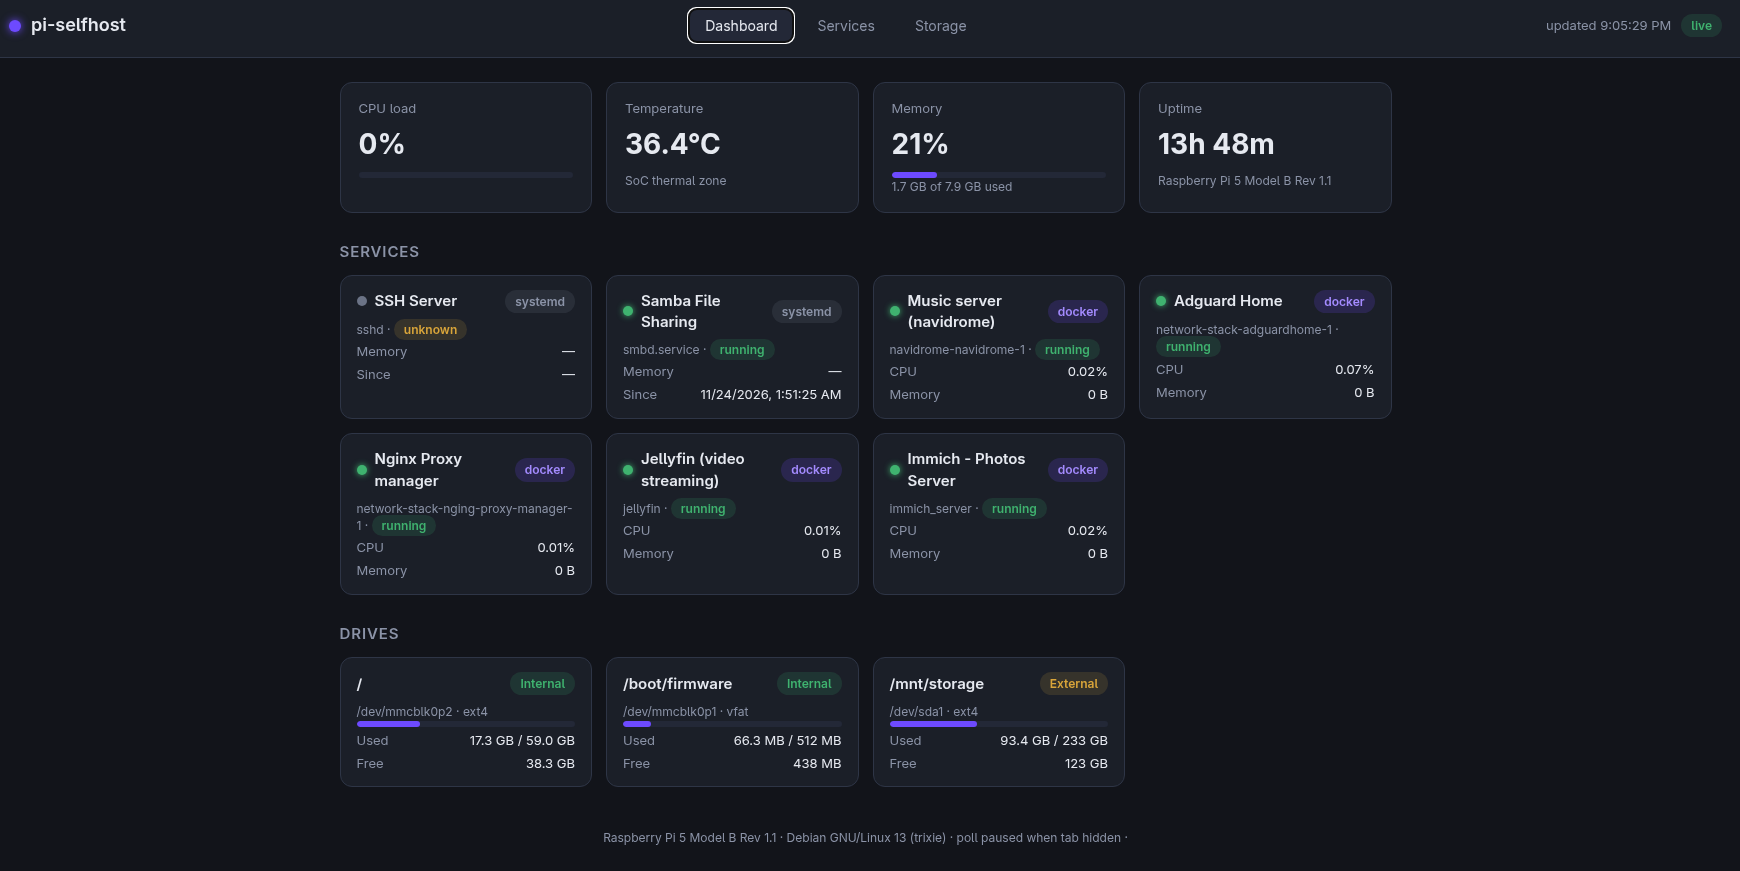 pi-selfhost
Dashboard
Services
Storage
updated 9:05:29 PM
live
CPU load
0%
Temperature
36.4°C
SoC thermal zone
Memory
21%
1.7 GB of 7.9 GB used
Uptime
13h 48m
Raspberry Pi 5 Model B Rev 1.1
SERVICES
SSH Server
systemd
sshd · unknown
Memory —
Since —
Samba File
Sharing
systemd
smbd.service · running
Memory —
Since 11/24/2026, 1:51:25 AM
Music server
(navidrome)
docker
navidrome-navidrome-1 · running
CPU 0.02%
Memory 0 B
Adguard Home
docker
network-stack-adguardhome-1 ·
running
CPU 0.07%
Memory 0 B
Nginx Proxy
manager
docker
network-stack-nging-proxy-manager-
1 · running
CPU 0.01%
Memory 0 B
Jellyfin (video
streaming)
docker
jellyfin · running
CPU 0.01%
Memory 0 B
Immich - Photos
Server
docker
immich_server · running
CPU 0.02%
Memory 0 B
DRIVES
/
Internal
/dev/mmcblk0p2 · ext4
Used 17.3 GB / 59.0 GB
Free 38.3 GB
/boot/firmware
Internal
/dev/mmcblk0p1 · vfat
Used 66.3 MB / 512 MB
Free 438 MB
/mnt/storage
External
/dev/sda1 · ext4
Used 93.4 GB / 233 GB
Free 123 GB
Raspberry Pi 5 Model B Rev 1.1 · Debian GNU/Linux 13 (trixie) · poll paused when tab hidden ·